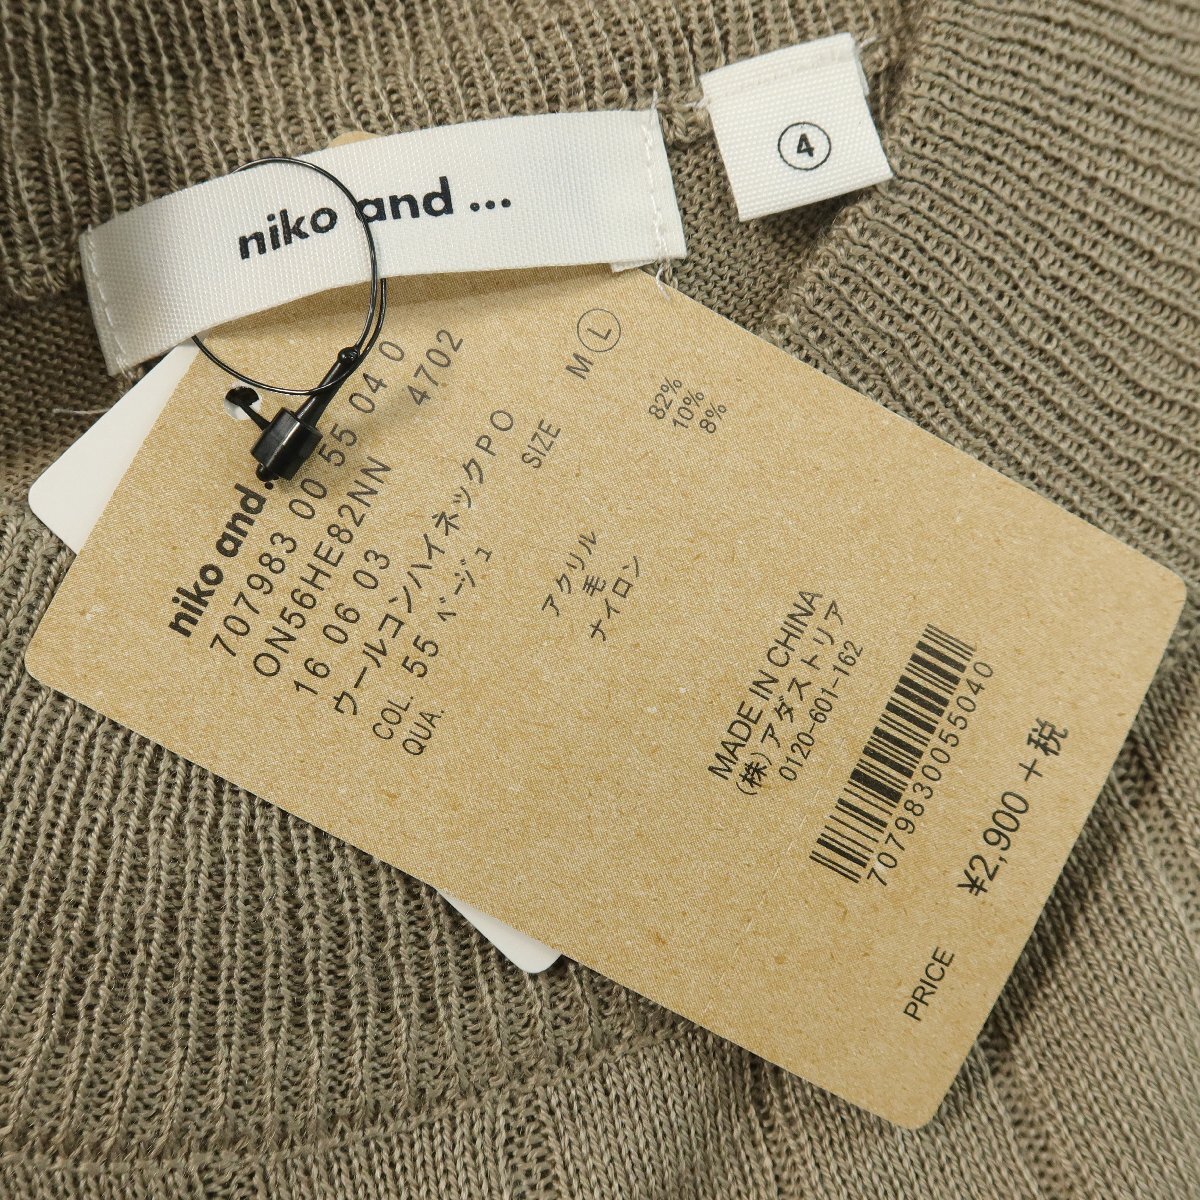 niko and ...
4
niko and
707983 00 55 04 0
ON56HE82NN 4702
16 06 03
ウールコンハイネックPO
COL. 55 ベージュ
QUA. SIZE M L
アクリル 82%
毛 10%
ナイロン 8%
MADE IN CHINA
(株)アダストリア
0120-601-162
7079830055040
PRICE ¥2,900 +税